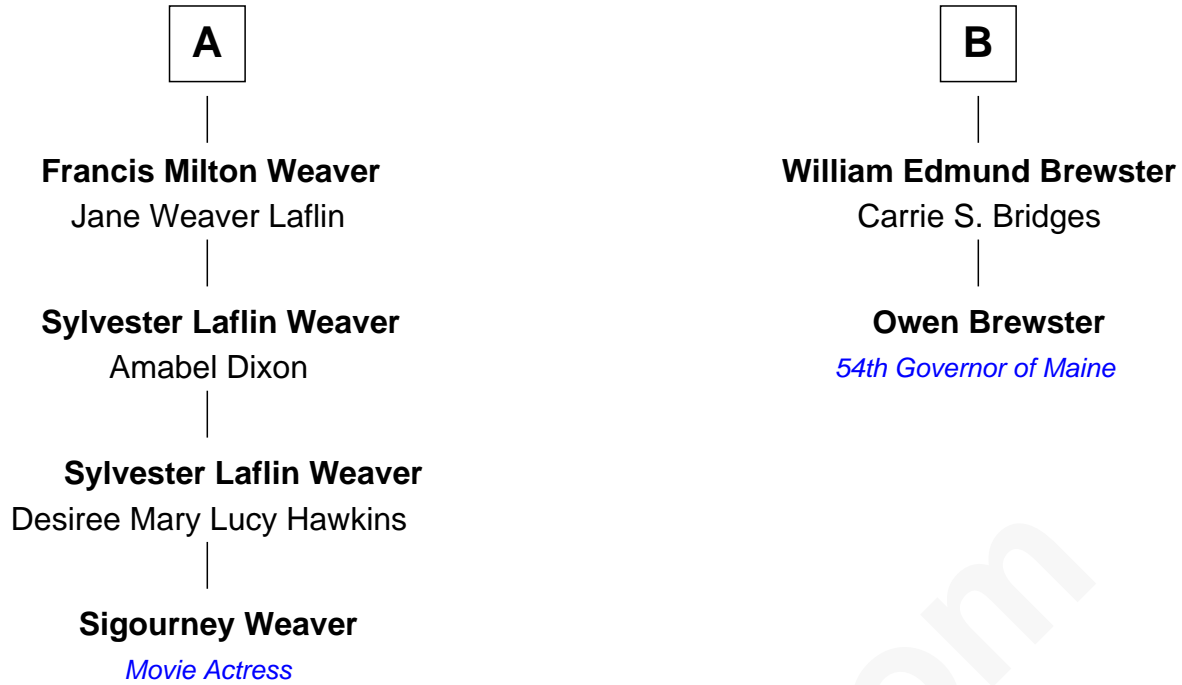 A
Francis Milton Weaver
Jane Weaver Laflin
Sylvester Laflin Weaver
Amabel Dixon
Sylvester Laflin Weaver
Desiree Mary Lucy Hawkins
Sigourney Weaver
Movie Actress
B
William Edmund Brewster
Carrie S. Bridges
Owen Brewster
54th Governor of Maine
om